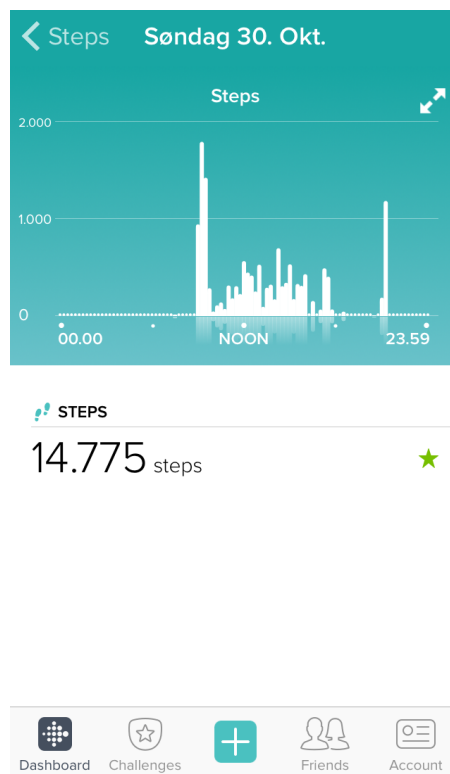 Steps Søndag 30. Okt.
Steps
2.000
1.000
0
00.00 NOON 23.59
STEPS
14.775 steps
Dashboard Challenges Friends Account